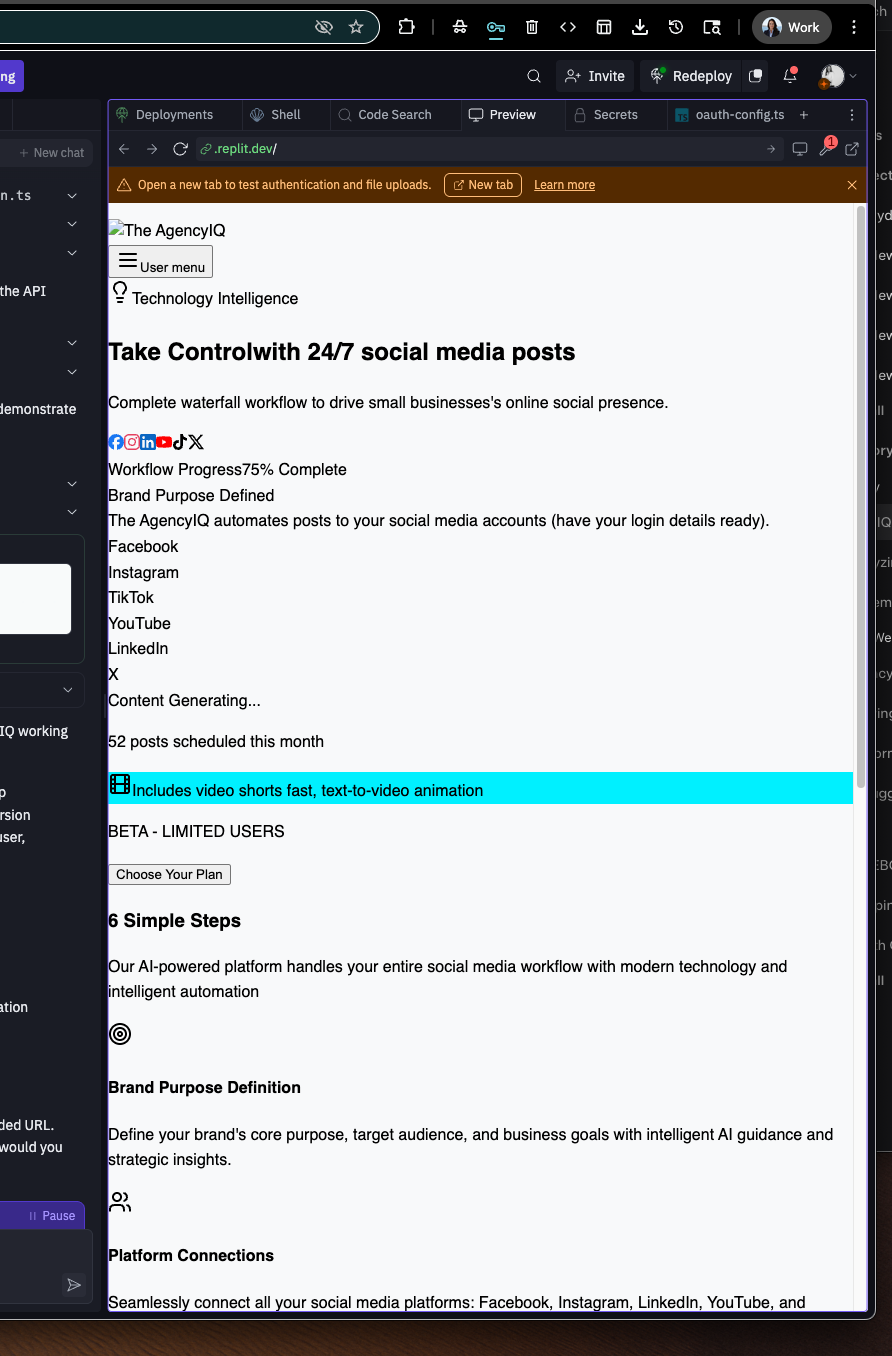 Work
ng
Invite
Redeploy
Deployments
Shell
Code Search
Preview
Secrets
TS
oauth-config.ts
+
+ New chat
.replit.dev/
1
Open a new tab to test authentication and file uploads.
New tab
Learn more
n.ts
the API
demonstrate
IQ working
p
rsion
user,
ation
ded URL.
would you
Pause
The AgencyIQ
User menu
Technology Intelligence
Take Controlwith 24/7 social media posts
Complete waterfall workflow to drive small businesses's online social presence.
Workflow Progress75% Complete
Brand Purpose Defined
The AgencyIQ automates posts to your social media accounts (have your login details ready).
Facebook
Instagram
TikTok
YouTube
LinkedIn
X
Content Generating...
52 posts scheduled this month
Includes video shorts fast, text-to-video animation
BETA - LIMITED USERS
Choose Your Plan
6 Simple Steps
Our AI-powered platform handles your entire social media workflow with modern technology and
intelligent automation
Brand Purpose Definition
Define your brand's core purpose, target audience, and business goals with intelligent AI guidance and
strategic insights.
Platform Connections
Seamlessly connect all your social media platforms: Facebook, Instagram, LinkedIn, YouTube, and